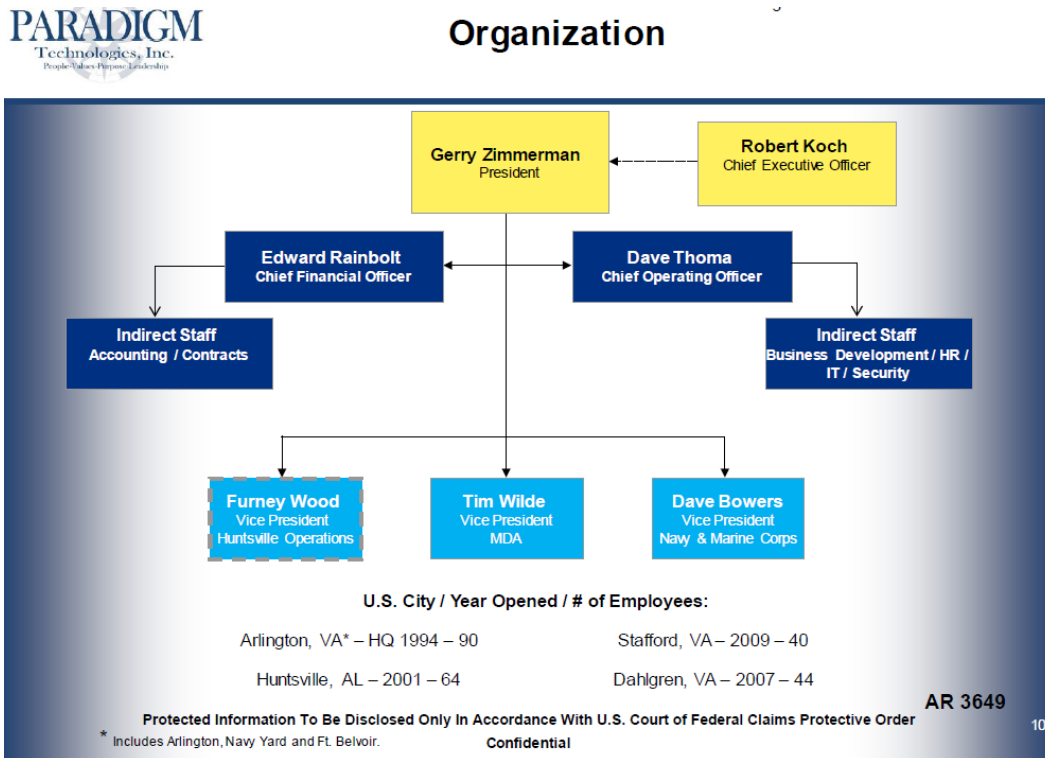 PARADIGM
Technologies, Inc.
People-Values-Purpose-Leadership
Organization
Gerry Zimmerman
President
Robert Koch
Chief Executive Officer
Edward Rainbolt
Chief Financial Officer
Dave Thoma
Chief Operating Officer
Indirect Staff
Accounting / Contracts
Indirect Staff
Business Development / HR /
IT / Security
Furney Wood
Vice President
Huntsville Operations
Tim Wilde
Vice President
MDA
Dave Bowers
Vice President
Navy & Marine Corps
U.S. City / Year Opened / # of Employees:
Arlington, VA* – HQ 1994 – 90
Stafford, VA – 2009 – 40
Huntsville, AL – 2001 – 64
Dahlgren, VA – 2007 – 44
AR 3649
Protected Information To Be Disclosed Only In Accordance With U.S. Court of Federal Claims Protective Order
10
* Includes Arlington, Navy Yard and Ft. Belvoir.
Confidential